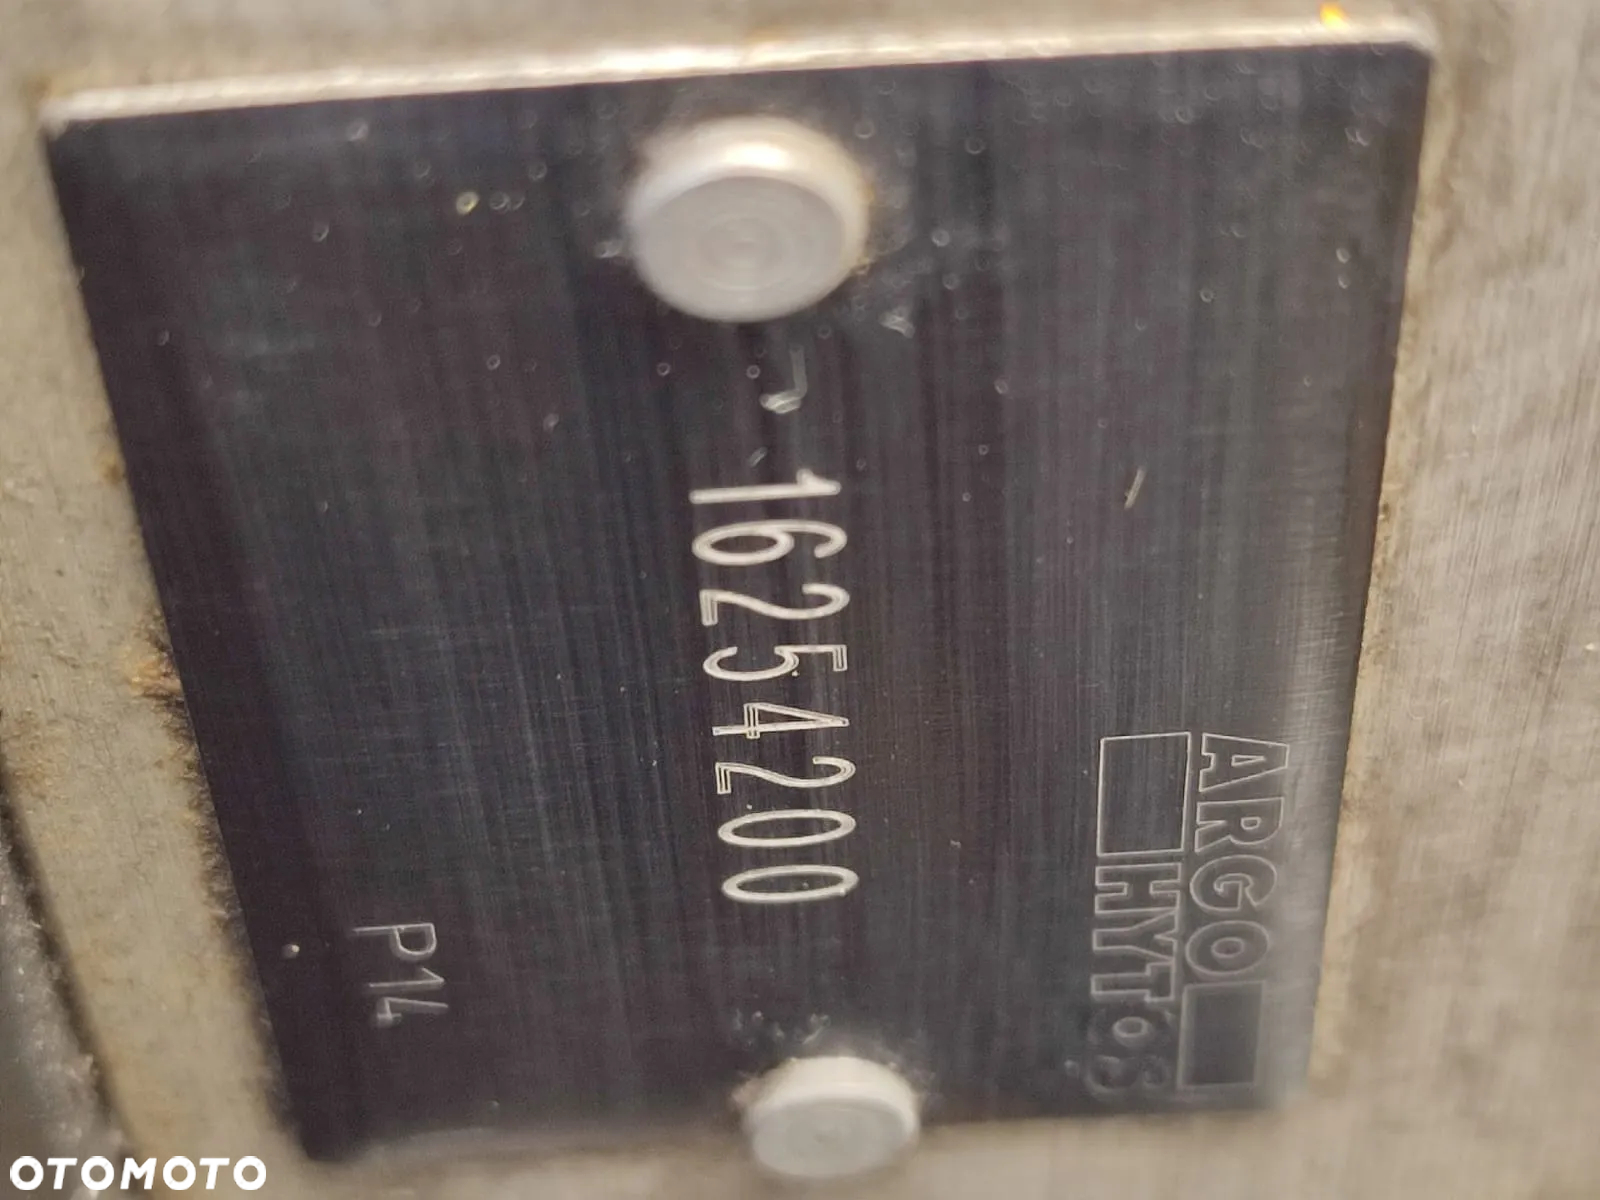 ARGO
HYTOS
16254200
P14
OTOMOTO